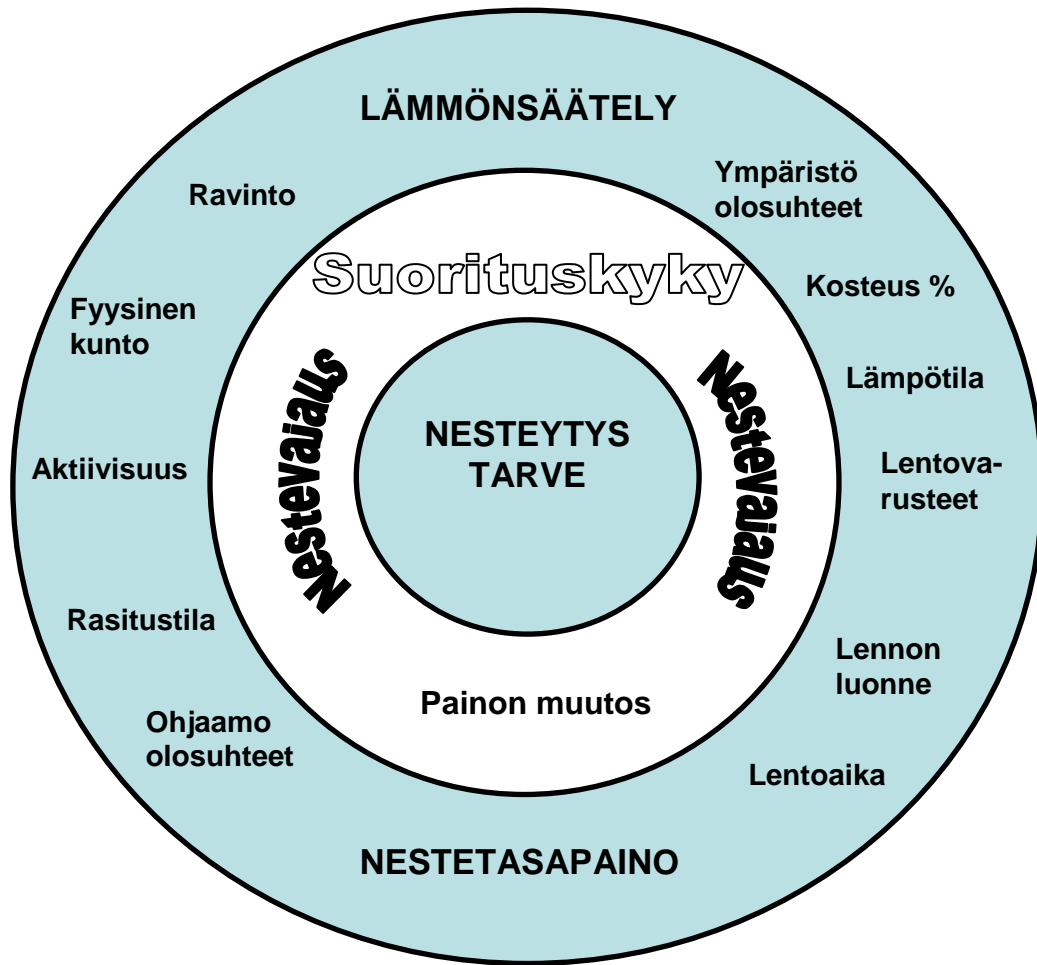 LÄMMÖNSÄÄTELY
Ympäristö
olosuhteet
Ravinto
Suorituskyky
Kosteus %
Fyysinen
kunto
Lämpötila
Nestevajaus
Nestevajaus
NESTEYTYS
TARVE
Aktiivisuus
Lentova-
rusteet
Rasitustila
Lennon
luonne
Painon muutos
Ohjaamo
olosuhteet
Lentoaika
NESTETASAPAINO